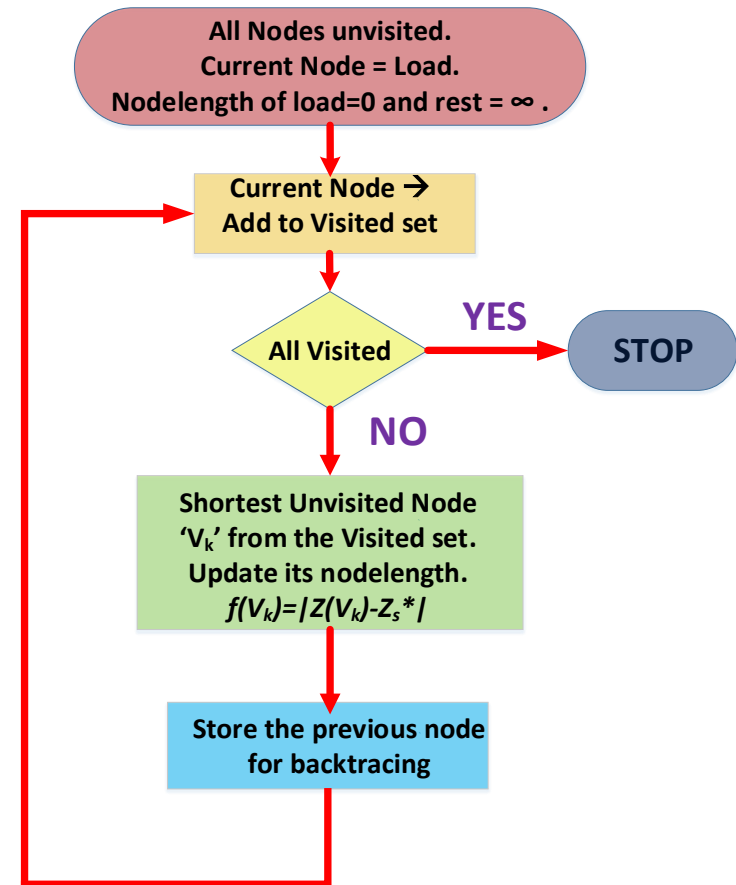 All Nodes unvisited.
Current Node = Load.
Nodelength of load=0 and rest = ∞ .
Current Node →
Add to Visited set
All Visited
YES
STOP
NO
Shortest Unvisited Node
‘Vk’ from the Visited set.
Update its nodelength.
f(Vk)=|Z(Vk)-Zs*|
Store the previous node
for backtracing